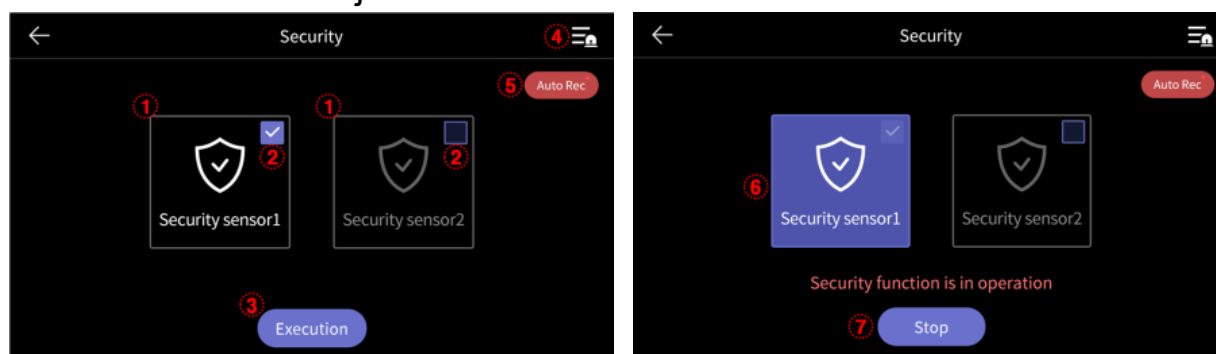 Security
4
5 Auto Rec
1 1
2 2
Security sensor1 Security sensor2
3
Execution
Security
Auto Rec
6
Security sensor1 Security sensor2
Security function is in operation
7 Stop